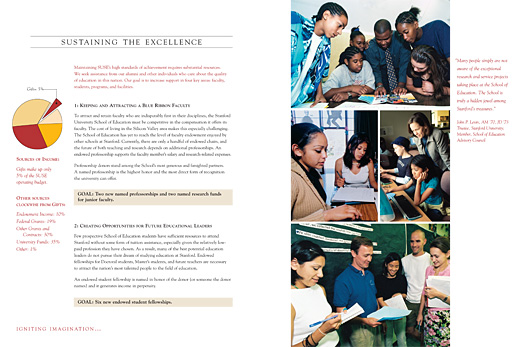 SUSTAINING THE EXCELLENCE
Maintaining SUSE's high standards of achievement requires substantial resources.
We seek assistance from our alumni and other individuals who care about the quality
of education in this nation. Our goal is to increase support in four key areas: faculty,
students, programs, and facilities.
Gifts: 5%
1: KEEPING AND ATTRACTING A BLUE RIBBON FACULTY
To attract and retain faculty who are indisputably first in their disciplines, the Stanford
University School of Education must be competitive in the compensation it offers its
faculty. The cost of living in the Silicon Valley area makes this especially challenging.
The School of Education has yet to reach the level of faculty endowment enjoyed by
other schools at Stanford. Currently, there are only a handful of endowed chairs, and
the future of both teaching and research depends on additional professorships. An
endowed professorship supports the faculty member's salary and research-related expenses.
Professorship donors stand among the School's most generous and farsighted partners.
A named professorship is the highest honor and the most direct form of recognition
the university can offer.
GOAL: Two new named professorships and two named research funds
for junior faculty.
2: CREATING OPPORTUNITIES FOR FUTURE EDUCATIONAL LEADERS
Few prospective School of Education students have sufficient resources to attend
Stanford without some form of tuition assistance, especially given the relatively low-
paid profession they have chosen. As a result, many of the best potential education
leaders do not pursue their dream of studying education at Stanford. Endowed
fellowships for Doctoral students, Master's students, and future teachers are necessary
to attract the nation's most talented people to the field of education.
An endowed student fellowship is named in honor of the donor (or someone the donor
names) and it generates income in perpetuity.
GOAL: Six new endowed student fellowships.
SOURCES OF INCOME:
Gifts make up only
5% of the SUSE
operating budget.
OTHER SOURCES
(CLOCKWISE FROM GIFTS)
Endowment Income: 10%
Federal Grants: 19%
Other Grants and
Contracts: 30%
University Funds: 35%
Other: 1%
IGNITING IMAGINATION...
"Many people simply are not
aware of the exceptional
research and service projects
taking place at the School of
Education. The School is
truly a hidden jewel among
Stanford's treasures."
Trustee, Stanford University
Member, School of Education
Advisory Council